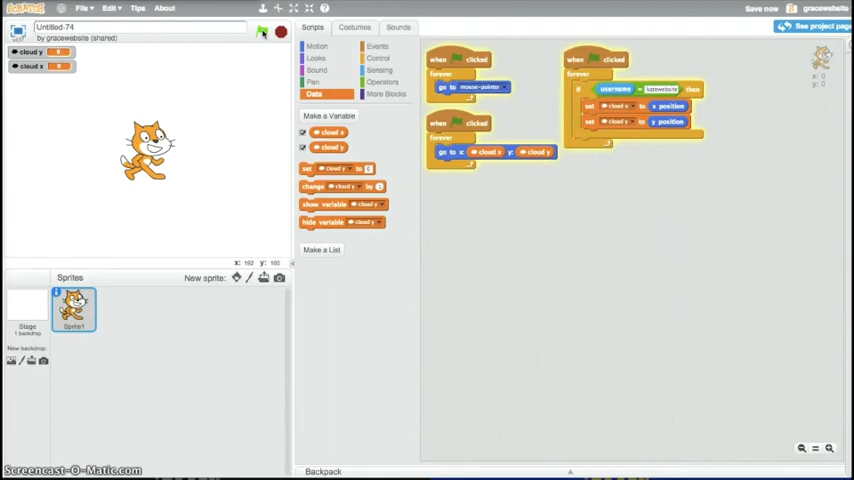 SCRATCH File Edit Tips About Save now gracewebsite
Untitled-74
by gracewebsite (shared)
Scripts Costumes Sounds
See project page
cloud y 0
cloud x 0
Motion Events
Looks Control
Sound Sensing
Pen Operators
Data More Blocks
Make a Variable
cloud x
cloud y
set cloud y to 0
change cloud y by 1
show variable cloud y
hide variable cloud y
Make a List
when clicked
forever
go to mouse-pointer
when clicked
forever
go to x: cloud x y: cloud y
when clicked
forever
if username = katewebsite then
set cloud x to x position
set cloud y to y position
x: 0
y: 0
x: 192 y: 180
Sprites New sprite:
Stage
1 backdrop
New backdrop:
Sprite1
Backpack
Screencast-O-Matic.com